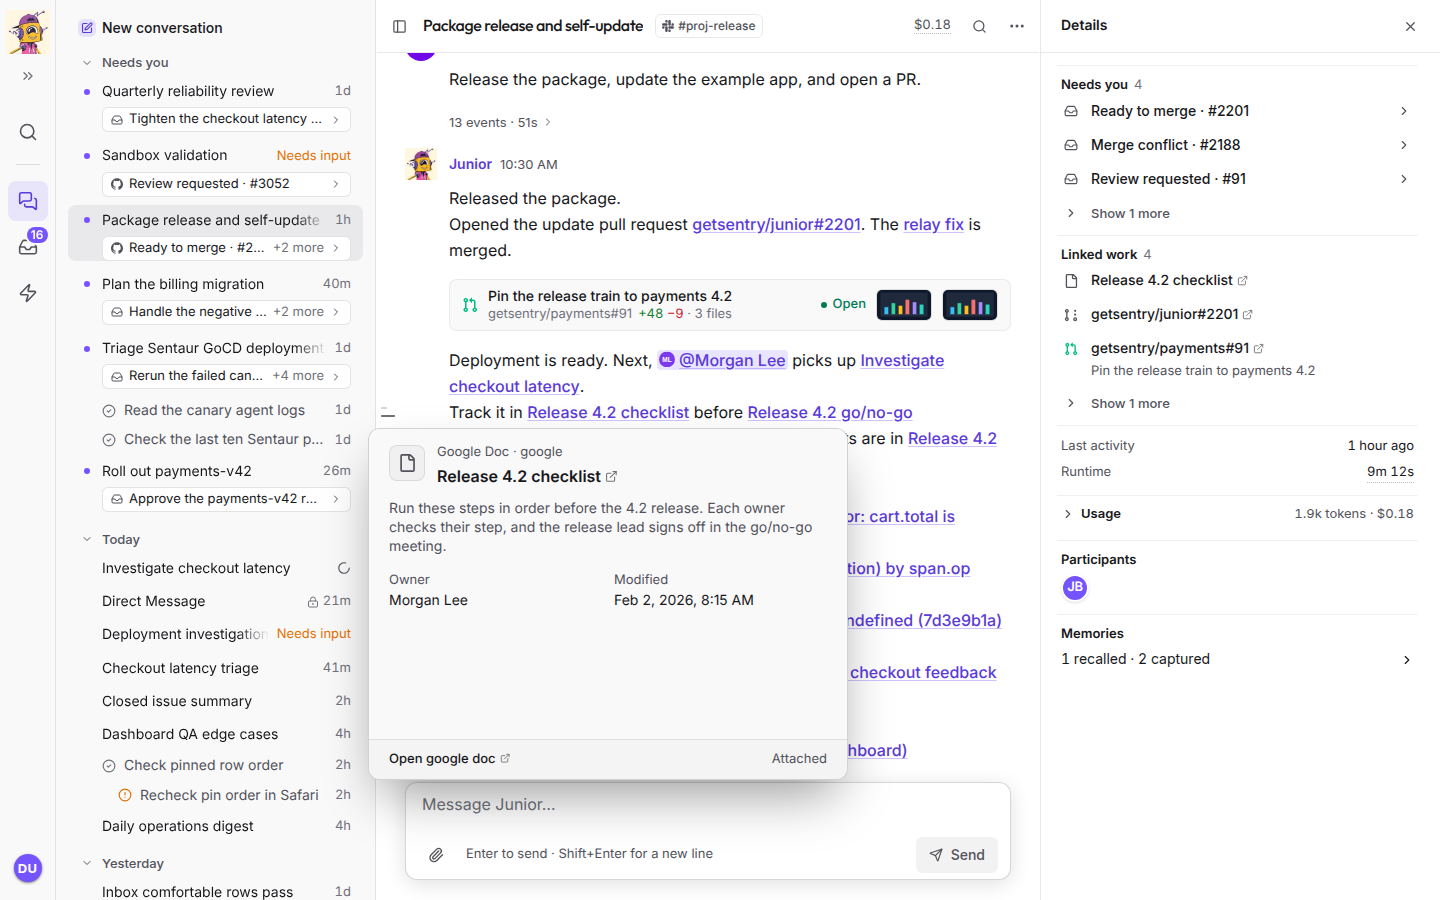 New conversation
Needs you
Quarterly reliability review 1d
Tighten the checkout latency ...
Sandbox validation Needs input
Review requested · #3052
Package release and self-update 1h
Ready to merge · #2... +2 more
Plan the billing migration 40m
Handle the negative ... +2 more
Triage Sentaur GoCD deployment 1d
Rerun the failed can... +4 more
Read the canary agent logs 1d
Check the last ten Sentaur p... 1d
Roll out payments-v42 26m
Approve the payments-v42 r...
Today
Investigate checkout latency
Direct Message 21m
Deployment investigation Needs input
Checkout latency triage 41m
Closed issue summary 2h
Dashboard QA edge cases 4h
Check pinned row order 2h
Recheck pin order in Safari 2h
Daily operations digest 4h
Yesterday
Inbox comfortable rows pass 1d
16
DU
Package release and self-update #proj-release $0.18
Release the package, update the example app, and open a PR.
13 events · 51s
Junior 10:30 AM
Released the package.
Opened the update pull request getsentry/junior#2201. The relay fix is
merged.
Pin the release train to payments 4.2
getsentry/payments#91 +48 −9 · 3 files
Open
Deployment is ready. Next, ML @Morgan Lee picks up Investigate
checkout latency.
Track it in Release 4.2 checklist before Release 4.2 go/no-go
ts are in Release 4.2
or: cart.total is
tion) by span.op
ndefined (7d3e9b1a)
checkout feedback
hboard)
Google Doc · google
Release 4.2 checklist
Run these steps in order before the 4.2 release. Each owner
checks their step, and the release lead signs off in the go/no-go
meeting.
Owner Modified
Morgan Lee Feb 2, 2026, 8:15 AM
Open google doc Attached
Message Junior...
Enter to send · Shift+Enter for a new line
Send
Details
Needs you 4
Ready to merge · #2201
Merge conflict · #2188
Review requested · #91
Show 1 more
Linked work 4
Release 4.2 checklist
getsentry/junior#2201
getsentry/payments#91
Pin the release train to payments 4.2
Show 1 more
Last activity 1 hour ago
Runtime 9m 12s
Usage 1.9k tokens · $0.18
Participants
JB
Memories
1 recalled · 2 captured